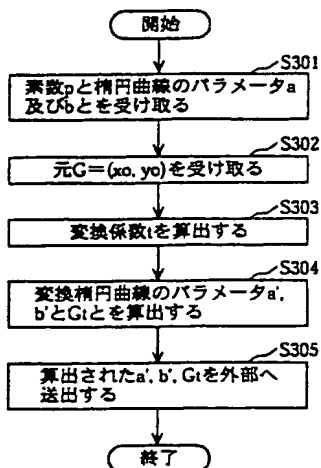 開始
S301
素数pと楕円曲線のパラメータa
及びbとを受け取る
S302
元G=(xo, yo)を受け取る
S303
変換係数tを算出する
S304
変換楕円曲線のパラメータa',
b'とGtとを算出する
S305
算出されたa', b', Gtを外部へ
送出する
終了